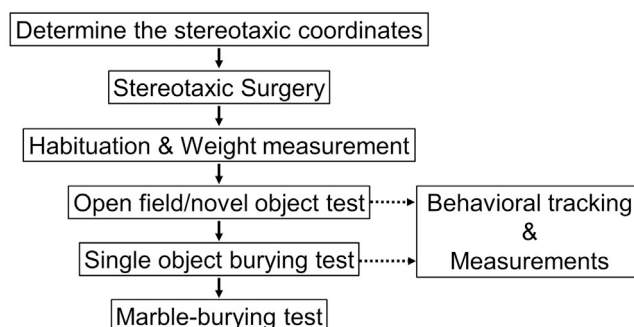 Determine the stereotaxic coordinates
Stereotaxic Surgery
Habituation & Weight measurement
Open field/novel object test
Behavioral tracking
&
Measurements
Single object burying test
Marble-burying test